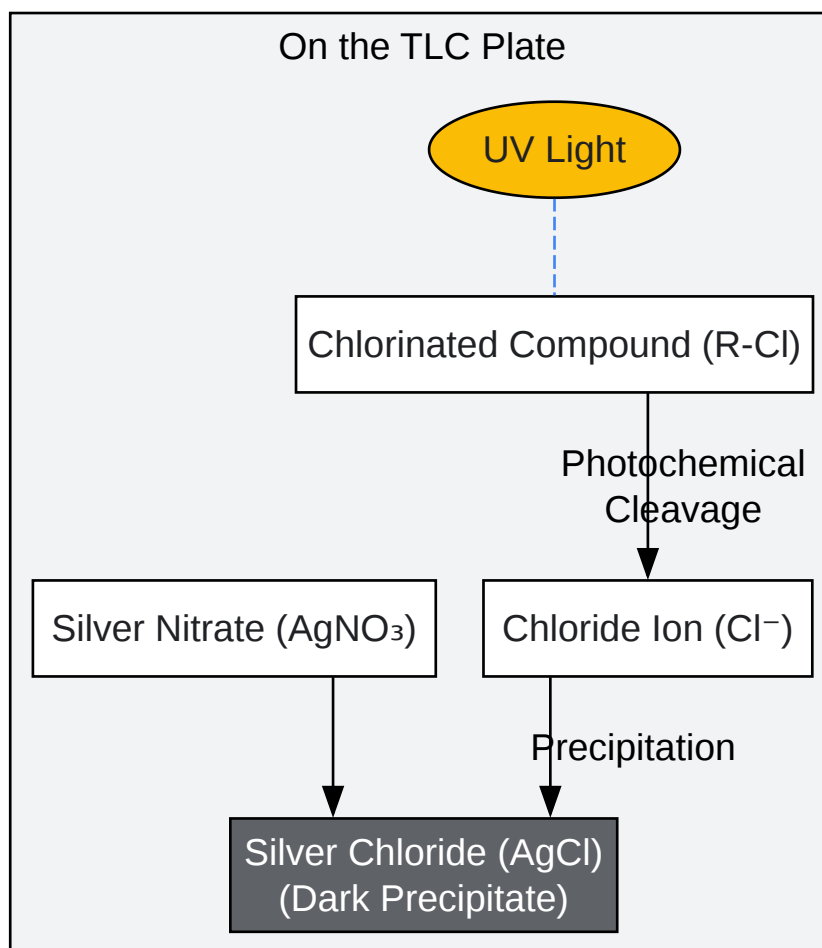 On the TLC Plate
UV Light
Chlorinated Compound (R-Cl)
Photochemical
Cleavage
Silver Nitrate (AgNO₃)
Chloride Ion (Cl⁻)
Precipitation
Silver Chloride (AgCl)
(Dark Precipitate)